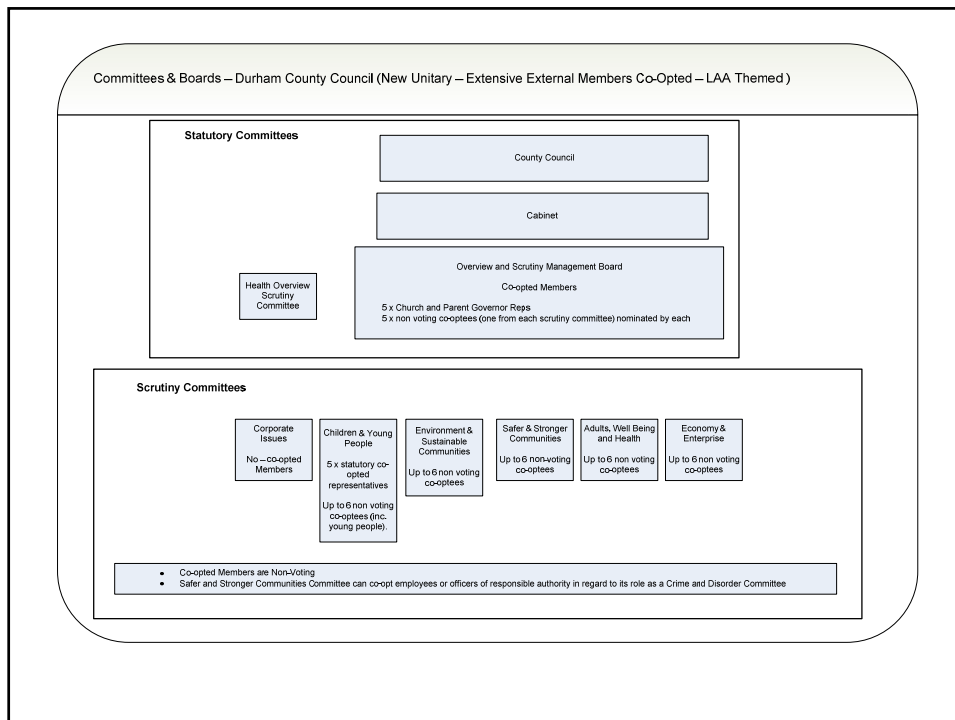 Committees & Boards – Durham County Council (New Unitary – Extensive External Members Co-Opted – LAA Themed )
Statutory Committees
County Council
Cabinet
Health Overview
Scrutiny
Committee
Overview and Scrutiny Management Board
Co-opted Members
5 x Church and Parent Governor Reps
5 x non voting co-optees (one from each scrutiny committee) nominated by each
Scrutiny Committees
Corporate
Issues
No – co-opted
Members
Children & Young
People
5 x statutory co-
opted
representatives
Up to 6 non voting
co-optees (inc.
young people).
Environment &
Sustainable
Communities
Up to 6 non voting
co-optees
Safer & Stronger
Communities
Up to 6 non-voting
co-optees
Adults, Well Being
and Health
Up to 6 non voting
co-optees
Economy &
Enterprise
Up to 6 non voting
co-optees
• Co-opted Members are Non-Voting
• Safer and Stronger Communities Committee can co-opt employees or officers of responsible authority in regard to its role as a Crime and Disorder Committee